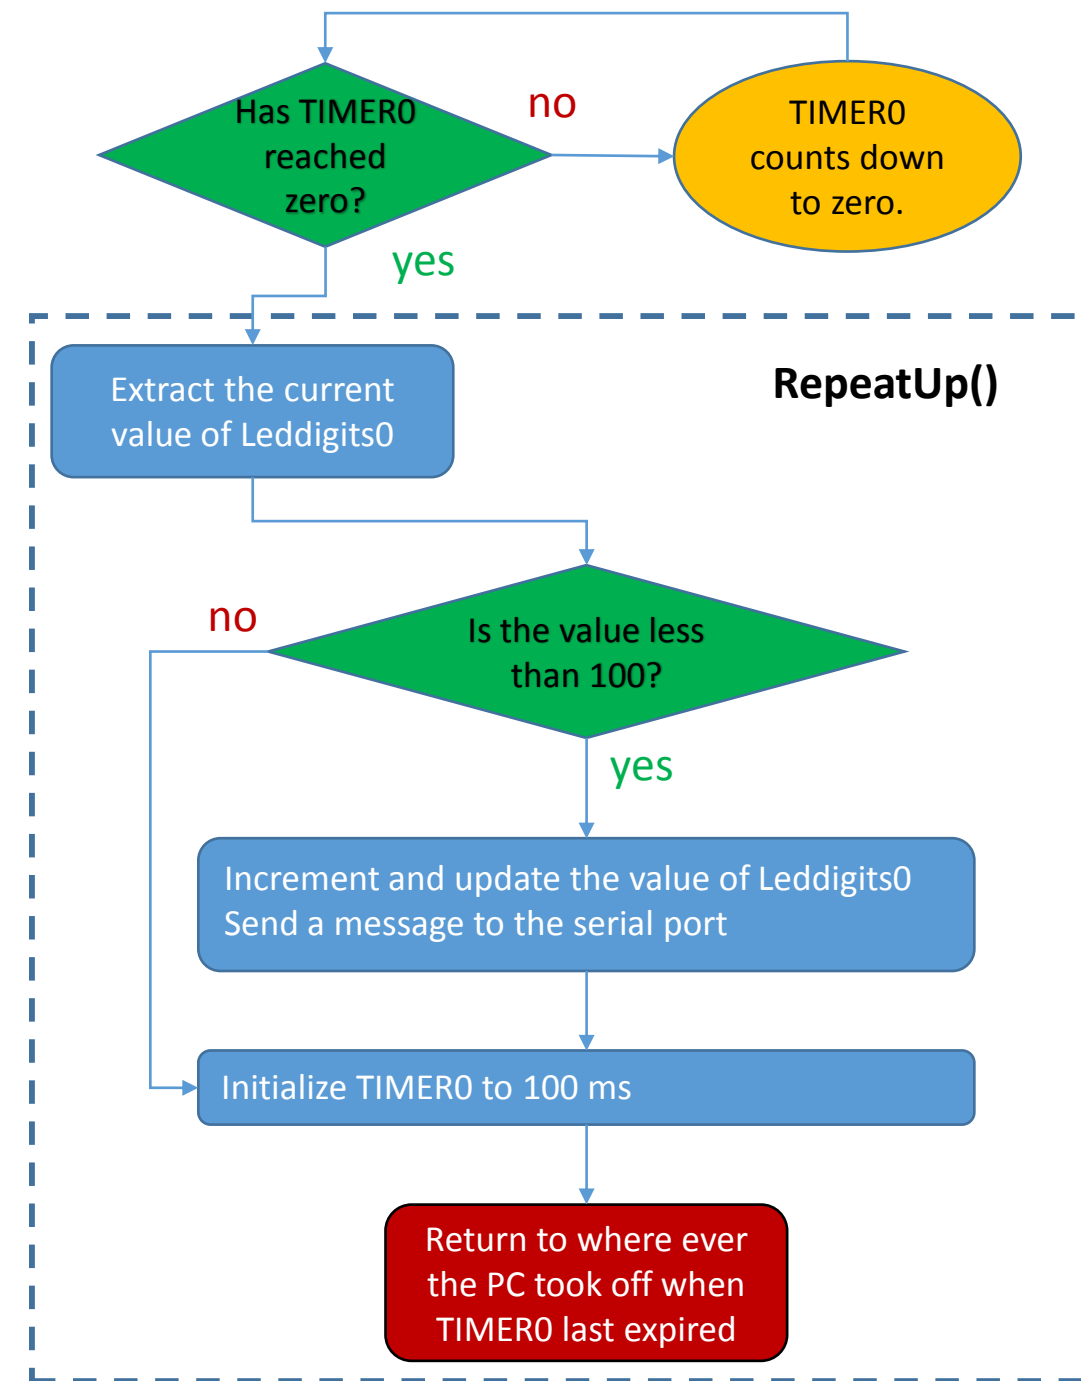 Has TIMER0
reached
zero?
no
TIMER0
counts down
to zero.
yes
RepeatUp()
Extract the current
value of Leddigits0
no
Is the value less
than 100?
yes
Increment and update the value of Leddigits0
Send a message to the serial port
Initialize TIMER0 to 100 ms
Return to where ever
the PC took off when
TIMER0 last expired